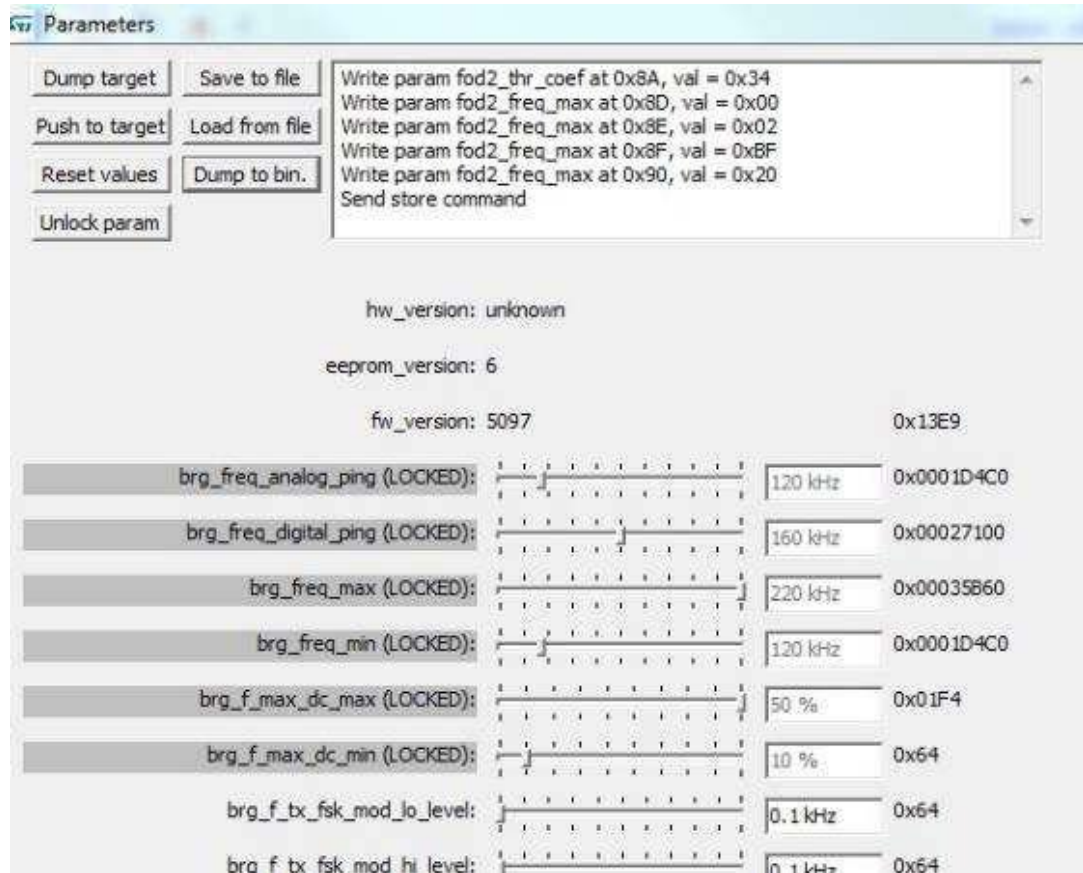 Parameters
Dump target Save to file
Push to target Load from file
Reset values Dump to bin.
Unlock param
Write param fod2_thr_coef at 0x8A, val = 0x34
Write param fod2_freq_max at 0x8D, val = 0x00
Write param fod2_freq_max at 0x8E, val = 0x02
Write param fod2_freq_max at 0x8F, val = 0xBF
Write param fod2_freq_max at 0x90, val = 0x20
Send store command
hw_version: unknown
eeprom_version: 6
fw_version: 5097 0x13E9
brg_freq_analog_ping (LOCKED): 120 kHz 0x0001D4C0
brg_freq_digital_ping (LOCKED): 160 kHz 0x00027100
brg_freq_max (LOCKED): 220 kHz 0x00035B60
brg_freq_min (LOCKED): 120 kHz 0x0001D4C0
brg_f_max_dc_max (LOCKED): 50 % 0x01F4
brg_f_max_dc_min (LOCKED): 10 % 0x64
brg_f_tx_fsk_mod_lo_level: 0.1 kHz 0x64
brg_f_tx_fsk_mod_hi_level: 0.1 kHz 0x64